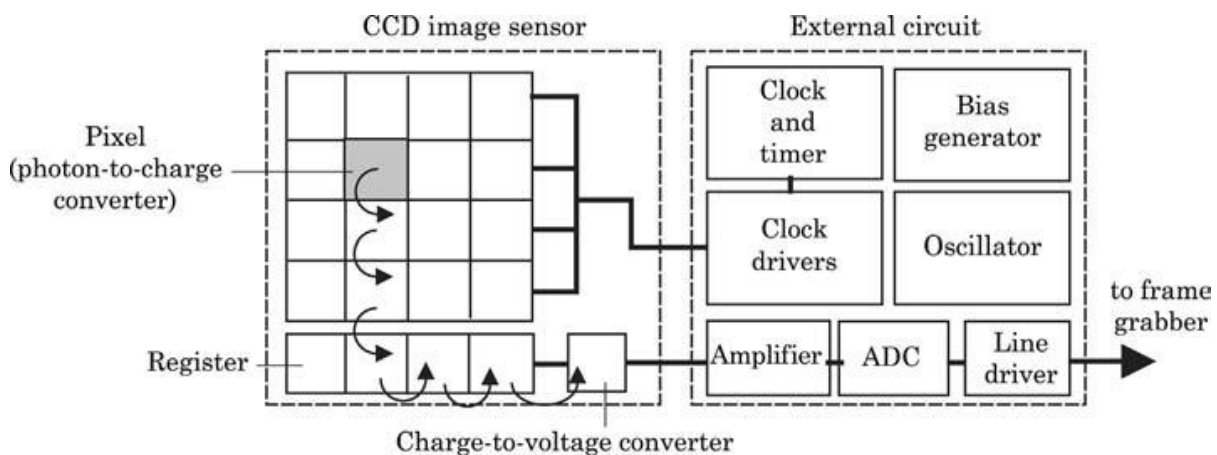 CCD image sensor
External circuit
Pixel
(photon-to-charge
converter)
Clock
and
timer
Bias
generator
Clock
drivers
Oscillator
to frame
grabber
Register
Amplifier
ADC
Line
driver
Charge-to-voltage converter